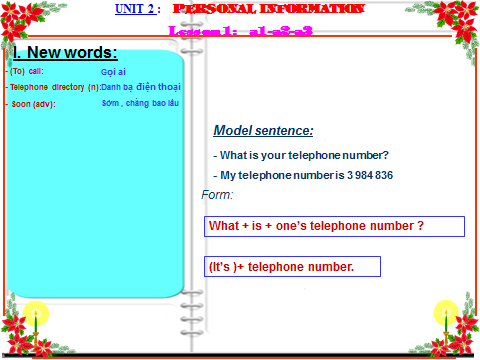 UNIT 2 : PERSONAL INFORMATION
Lesson 1: a1-a2-a3
I. New words:
- (To) call: Gọi ai
- Telephone directory (n): Danh bạ điện thoại
- Soon (adv): Sớm , chẳng bao lâu
Model sentence:
- What is your telephone number?
- My telephone number is 3 984 836
Form:
What + is + one's telephone number ?
(It's )+ telephone number.